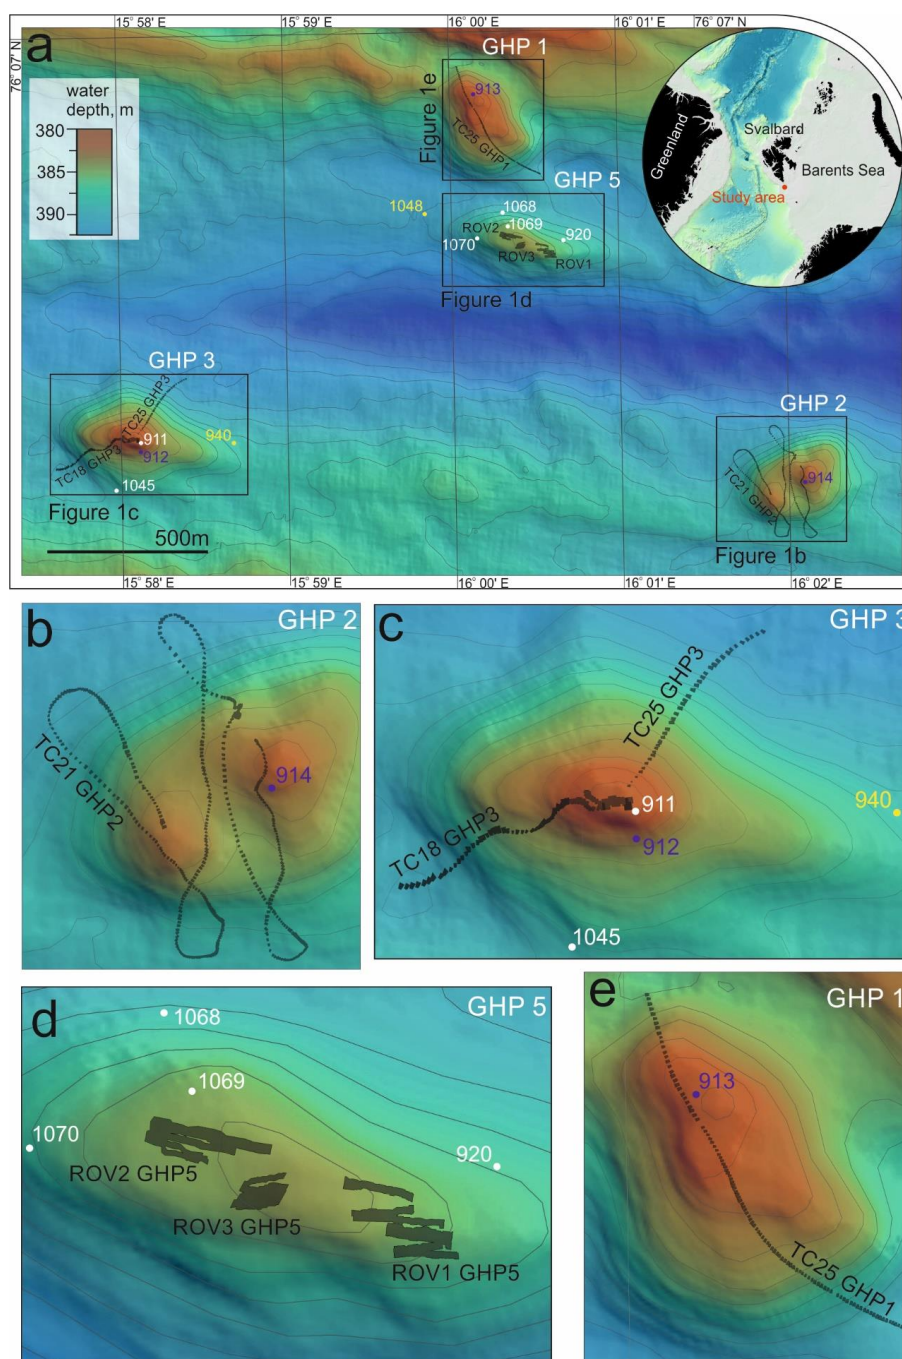 15° 58' E
15° 59' E
16° 00' E
16° 01' E
76° 07' E
76° 07' N
a
water
depth, m
380
385
390
GHP 1
Figure 1e
913
TC25 GHP1
GHP 5
1048
1068
1069
ROV2
1070
ROV3
920
ROV1
Figure 1d
Greenland
Svalbard
Barents Sea
Study area
GHP 3
TC25 GHP3
911
940
912
TC18 GHP3
1045
Figure 1c
500m
GHP 2
914
TC21 GHP2
Figure 1b
15° 58' E
15° 59' E
16° 00' E
16° 01' E
16° 02' E
b
GHP 2
TC21 GHP2
914
c
GHP 3
TC25 GHP3
911
940
912
TC18 GHP3
1045
d
GHP 5
1068
1069
1070
920
ROV2 GHP5
ROV3 GHP5
ROV1 GHP5
e
GHP 1
913
TC25 GHP1